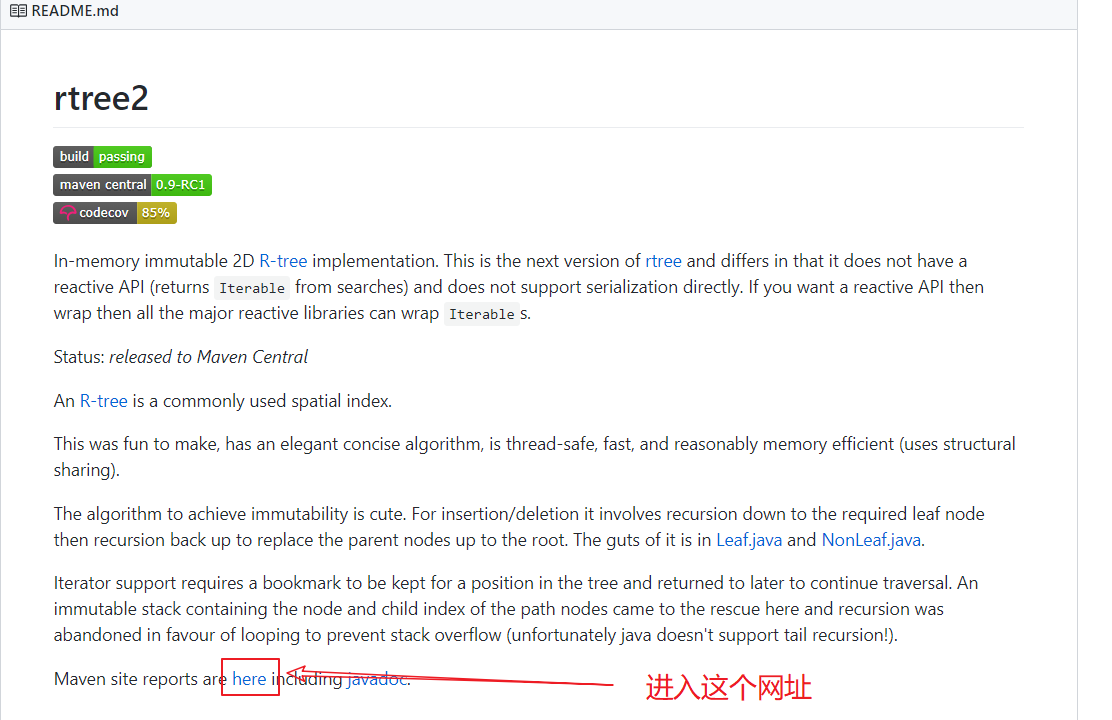 README.md
rtree2
build passing
maven central 0.9-RC1
codecov 85%
In-memory immutable 2D R-tree implementation. This is the next version of rtree and differs in that it does not have a
reactive API (returns Iterable from searches) and does not support serialization directly. If you want a reactive API then
wrap then all the major reactive libraries can wrap Iterable s.
Status: released to Maven Central
An R-tree is a commonly used spatial index.
This was fun to make, has an elegant concise algorithm, is thread-safe, fast, and reasonably memory efficient (uses structural
sharing).
The algorithm to achieve immutability is cute. For insertion/deletion it involves recursion down to the required leaf node
then recursion back up to replace the parent nodes up to the root. The guts of it is in Leaf.java and NonLeaf.java.
Iterator support requires a bookmark to be kept for a position in the tree and returned to later to continue traversal. An
immutable stack containing the node and child index of the path nodes came to the rescue here and recursion was
abandoned in favour of looping to prevent stack overflow (unfortunately java doesn't support tail recursion!).
Maven site reports are here including javadoc.
进入这个网址